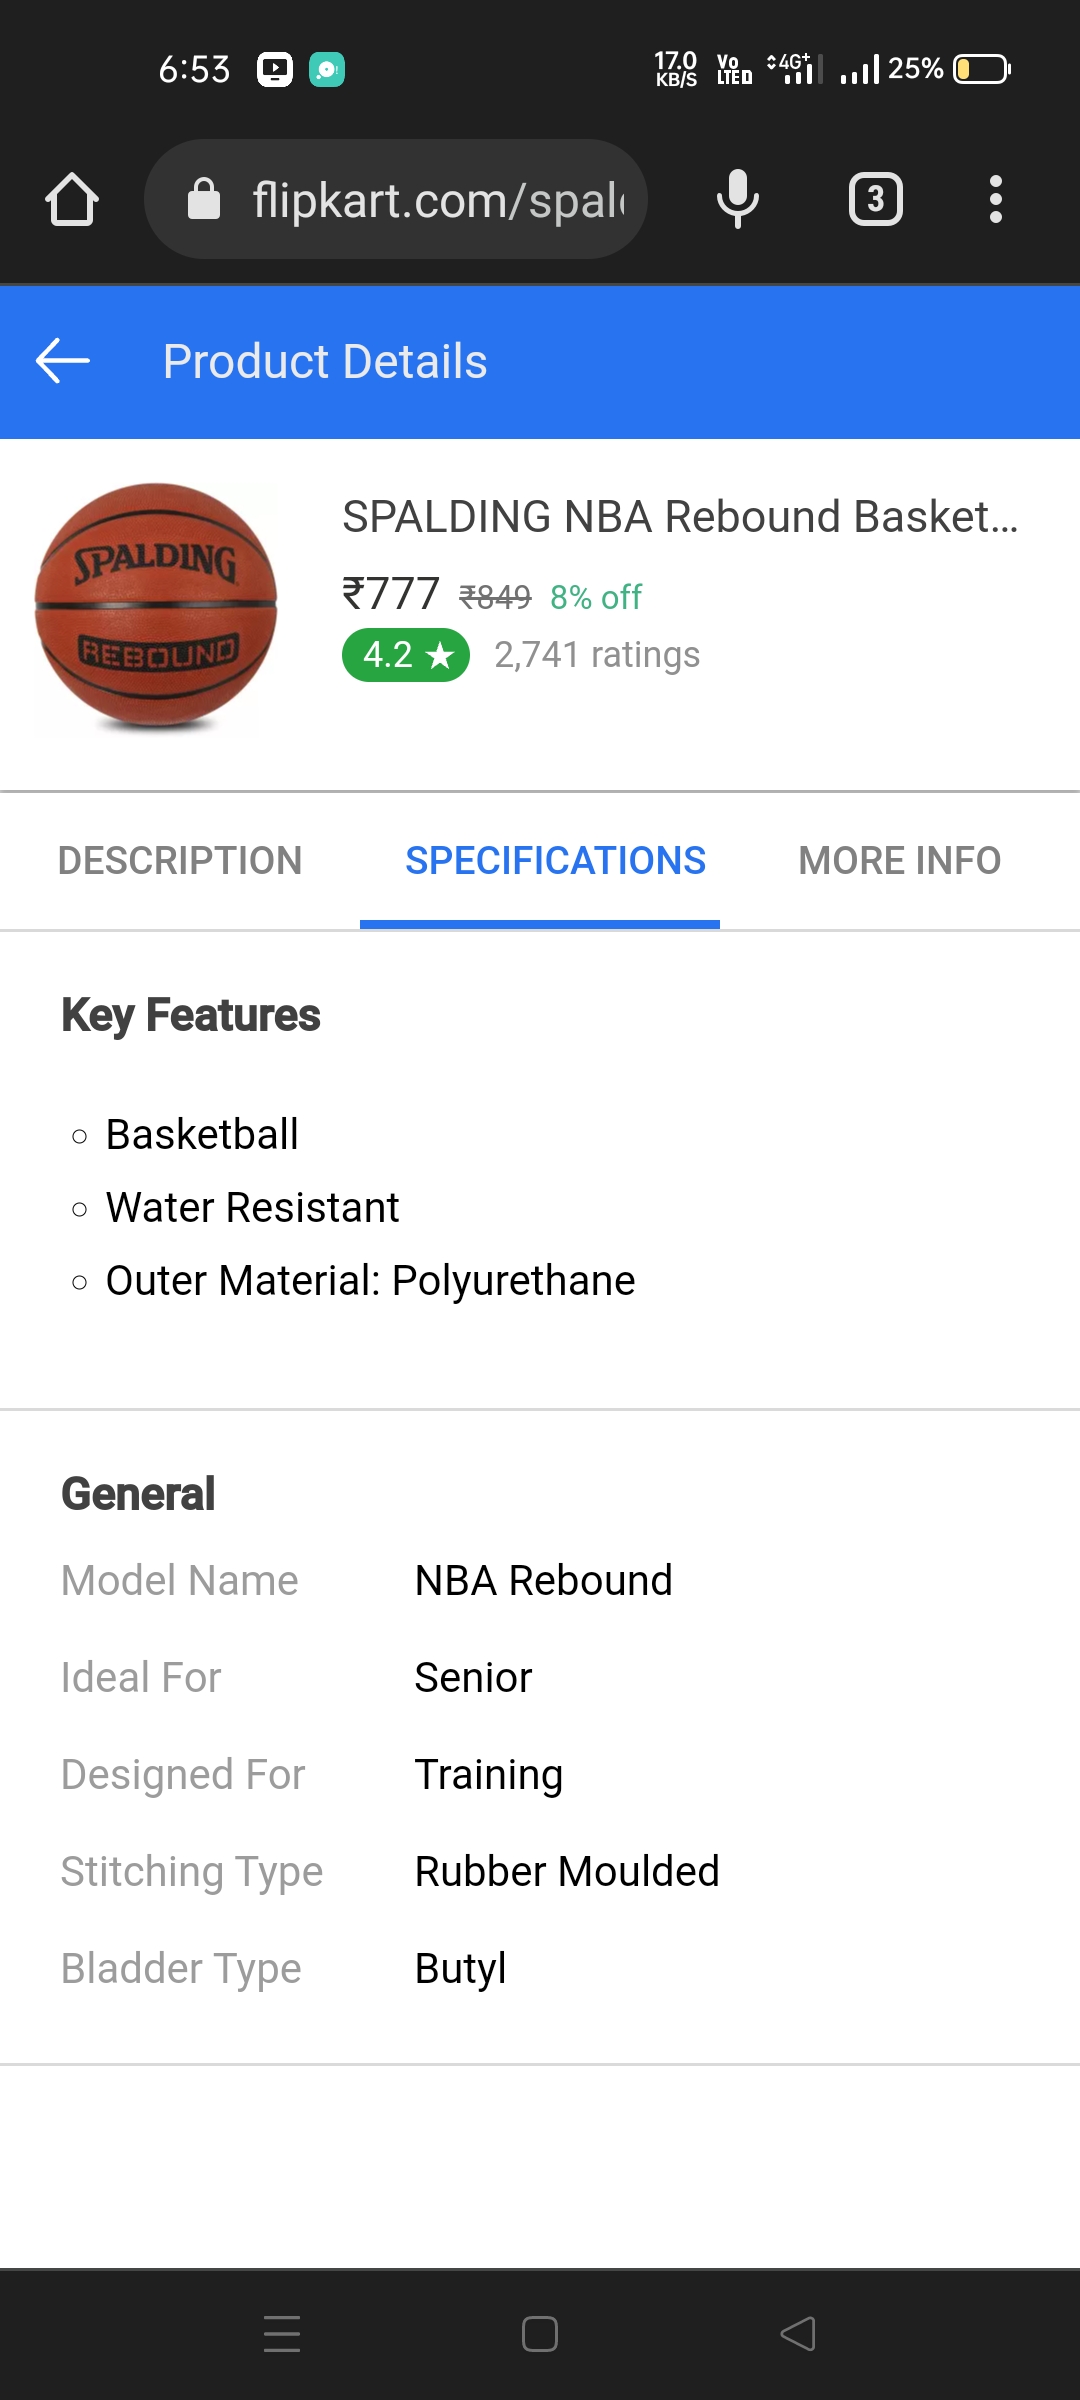 6:53 17.0 KB/S Vo LTED 4G+ 25%
flipkart.com/spal
3
Product Details
SPALDING
REBOUND
SPALDING NBA Rebound Basket...
₹777 ₹849 8% off
4.2 ★ 2,741 ratings
DESCRIPTION SPECIFICATIONS MORE INFO
Key Features
Basketball
Water Resistant
Outer Material: Polyurethane
General
Model Name NBA Rebound
Ideal For Senior
Designed For Training
Stitching Type Rubber Moulded
Bladder Type Butyl